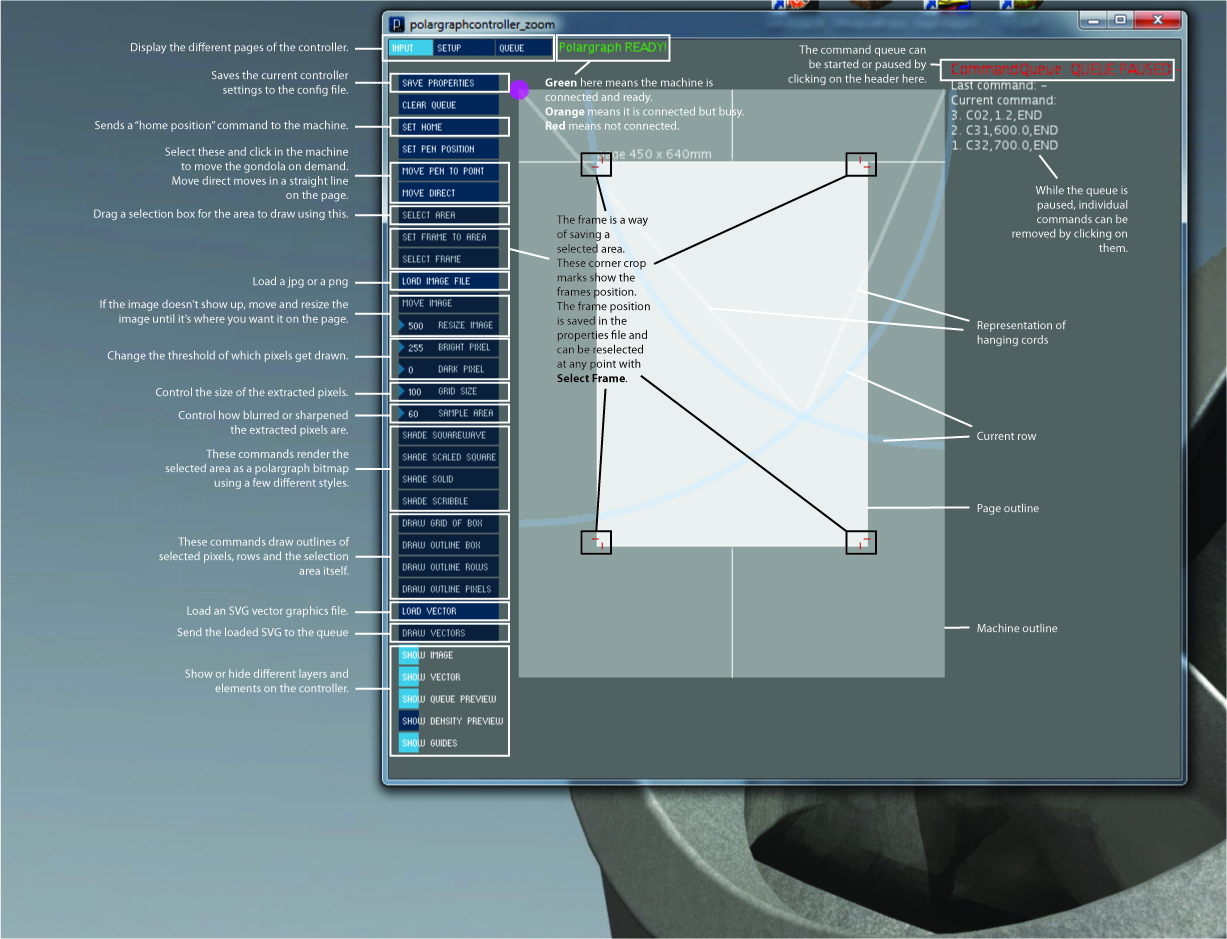 polargraphcontroller_zoom
Display the different pages of the controller.
INPUT
SETUP
QUEUE
Polargraph READY!
Saves the current controller
settings to the config file.
SAVE PROPERTIES
CLEAR QUEUE
Sends a "home position" command to the machine.
SET HOME
SET PEN POSITION
Select these and click in the machine
to move the gondola on demand.
Move direct moves in a straight line
on the page.
MOVE PEN TO POINT
MOVE DIRECT
Drag a selection box for the area to draw using this.
SELECT AREA
SET FRAME TO AREA
SELECT FRAME
Load a jpg or a png
LOAD IMAGE FILE
If the image doesn't show up, move and resize the
image until it's where you want it on the page.
MOVE IMAGE
500 RESIZE IMAGE
Change the threshold of which pixels get drawn.
255 BRIGHT PIXEL
0 DARK PIXEL
Control the size of the extracted pixels.
100 GRID SIZE
Control how blurred or sharpened
the extracted pixels are.
60 SAMPLE AREA
These commands render the
selected area as a polargraph bitmap
using a few different styles.
SHADE SQUAREWAVE
SHADE SCALED SQUARE
SHADE SOLID
SHADE SCRIBBLE
These commands draw outlines of
selected pixels, rows and the selection
area itself.
DRAW GRID OF BOX
DRAW OUTLINE BOX
DRAW OUTLINE ROWS
DRAW OUTLINE PIXELS
Load an SVG vector graphics file.
LOAD VECTOR
Send the loaded SVG to the queue
DRAW VECTORS
Show or hide different layers and
elements on the controller.
SHOW IMAGE
SHOW VECTOR
SHOW QUEUE PREVIEW
SHOW DENSITY PREVIEW
SHOW GUIDES
Green here means the machine is
connected and ready.
Orange means it is connected but busy.
Red means not connected.
450 x 640mm
The frame is a way
of saving a
selected area.
These corner crop
marks show the
frames position.
The frame position
is saved in the
properties file and
can be reselected
at any point with
Select Frame.
The command queue can
be started or paused by
clicking on the header here.
CommandQueue QUEUE PAUSED
Last command: -
Current command:
3. C02,1.2,END
2. C31,600.0,END
1. C32,700.0,END
While the queue is
paused, individual
commands can be
removed by clicking on
them.
Representation of
hanging cords
Current row
Page outline
Machine outline